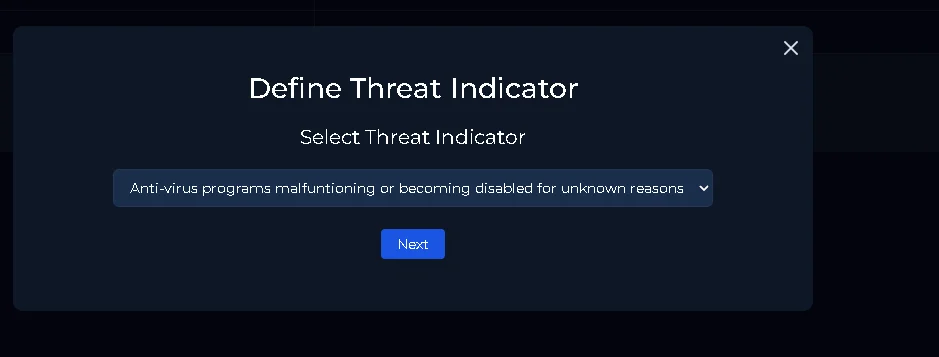 Define Threat Indicator
Select Threat Indicator
Anti-virus programs malfuntioning or becoming disabled for unknown reasons
Next